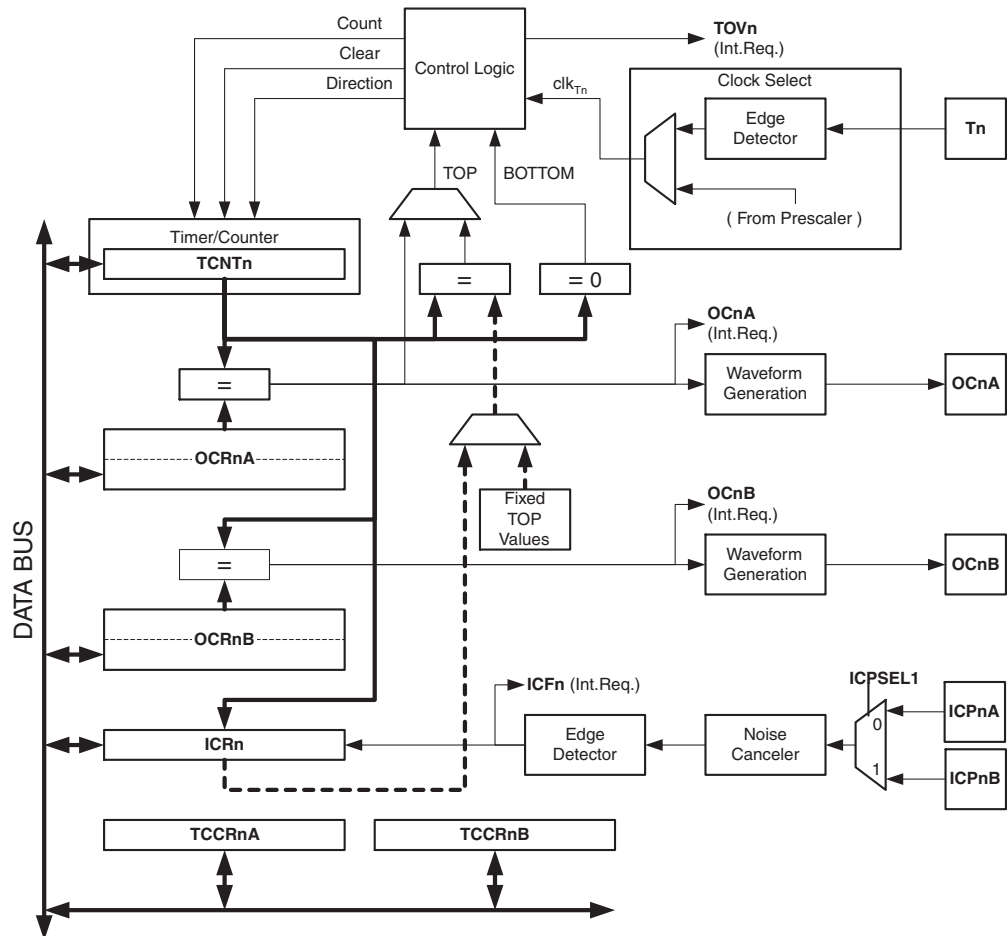 Count
Clear
Direction
Control Logic
TOVn
(Int.Req.)
clkTn
Clock Select
Edge
Detector
Tn
( From Prescaler )
TOP
BOTTOM
Timer/Counter
TCNTn
=
= 0
OCnA
(Int.Req.)
=
Waveform
Generation
OCnA
OCRnA
Fixed
TOP
Values
OCnB
(Int.Req.)
=
Waveform
Generation
OCnB
OCRnB
DATA BUS
ICFn (Int.Req.)
ICPSEL1
ICPnA
0
ICRn
Edge
Detector
Noise
Canceler
1
ICPnB
TCCRnA
TCCRnB